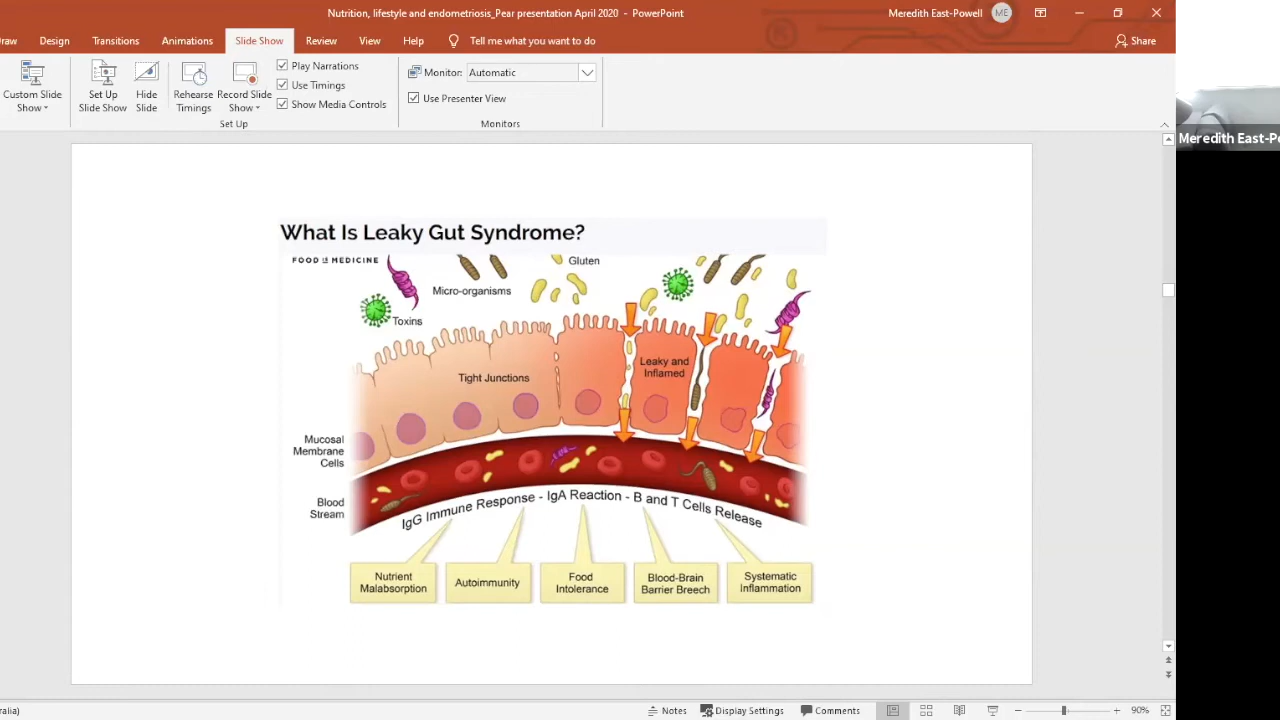 Nutrition, lifestyle and endometriosis_Pear presentation April 2020 - PowerPoint
Meredith East-Powell
ME
raw Design Transitions Animations Slide Show Review View Help Tell me what you want to do
Share
Custom Slide
Show
Set Up
Slide Show
Hide
Slide
Rehearse
Timings
Record Slide
Show
Play Narrations
Use Timings
Show Media Controls
Set Up
Monitor: Automatic
Use Presenter View
Monitors
Meredith East-Po
What Is Leaky Gut Syndrome?
FOOD IS MEDICINE
Gluten
Micro-organisms
Toxins
Tight Junctions
Leaky and
Inflamed
Mucosal
Membrane
Cells
Blood
Stream
IgG Immune Response - IgA Reaction - B and T Cells Release
Nutrient
Malabsorption
Autoimmunity
Food
Intolerance
Blood-Brain
Barrier Breech
Systematic
Inflammation
ralia)
Notes Display Settings Comments 90%